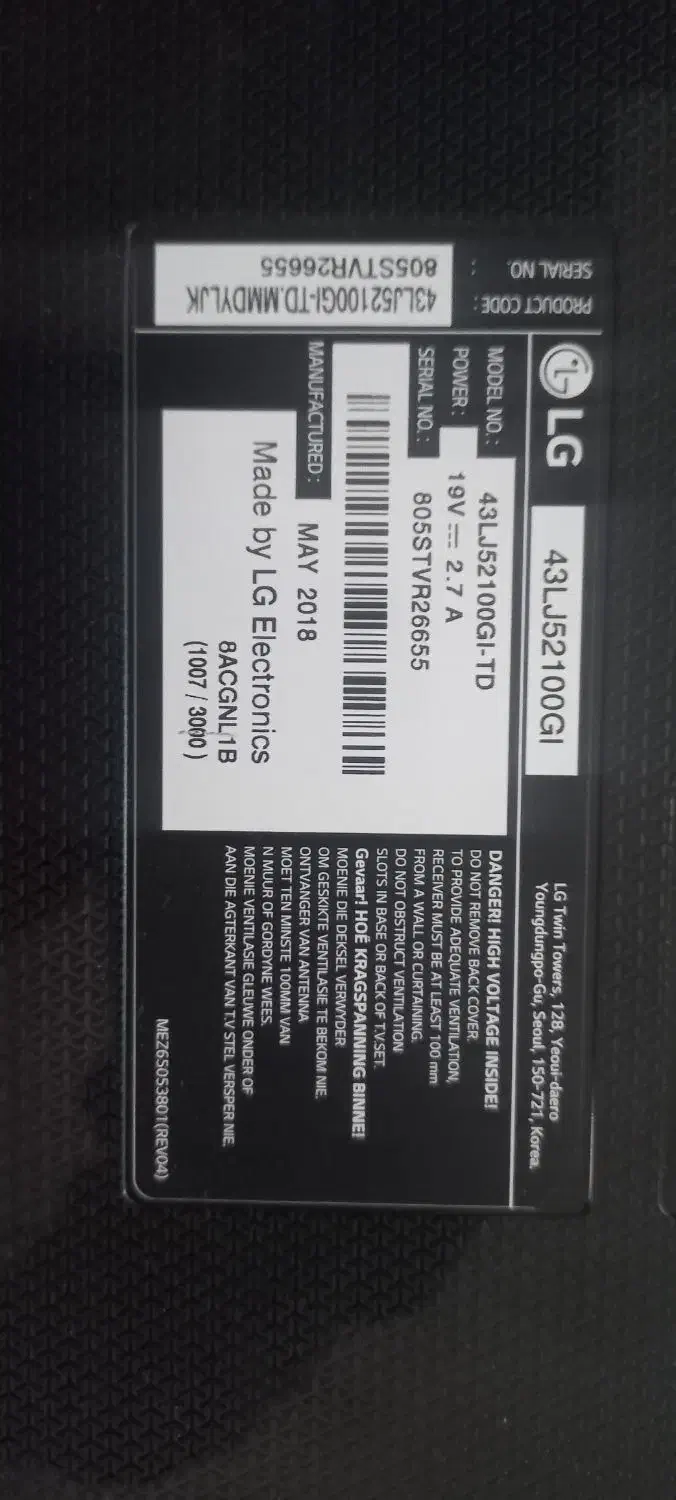 LG
43LJ52100GI
LG Twin Towers, 128, Yeoui-daero
Youngdungpo-Gu, Seoul, 150-721, Korea.
MODEL NO. : 43LJ52100GI-TD
POWER : 19V 2.7 A
SERIAL NO. : 805STVR26655
MANUFACTURED : MAY 2018
Made by LG Electronics
8ACGNL1B
(1007 / 3000 )
DANGER! HIGH VOLTAGE INSIDE!
DO NOT REMOVE BACK COVER.
TO PROVIDE ADEQUATE VENTILATION,
RECEIVER MUST BE AT LEAST 100 mm
FROM A WALL OR CURTAINING.
DO NOT OBSTRUCT VENTILATION
SLOTS IN BASE OR BACK OF T.V.SET.
Gevaar! HOË KRAGSPANNING BINNE!
MOENIE DIE DEKSEL VERWYDER
OM GESKIKTE VENTILASIE TE BEKOM NIE.
ONTVANGER VAN ANTENNA
MOET TEN MINSTE 100MM VAN
N MUUR OF GORDYNE WEES.
MOENIE VENTILASIE GLEUWE ONDER OF
AAN DIE AGTERKANT VAN T.V STEL VERSPER NIE.
MEZ65053801(REV04)
PRODUCT CODE : 43LJ52100GI-TD.MMDYLJK
SERIAL NO. : 805STVR26655